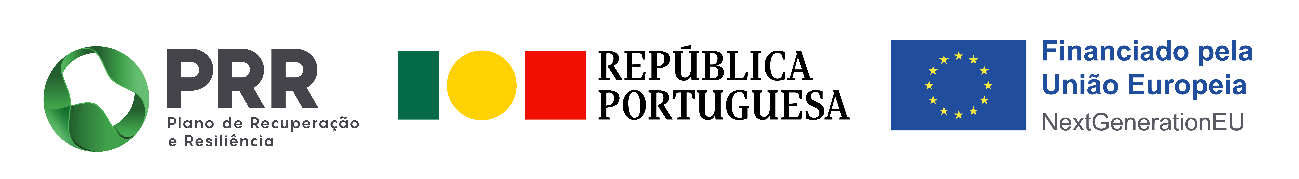 PRR
Plano de Recuperação
e Resiliência
REPÚBLICA
PORTUGUESA
Financiado pela
União Europeia
NextGenerationEU